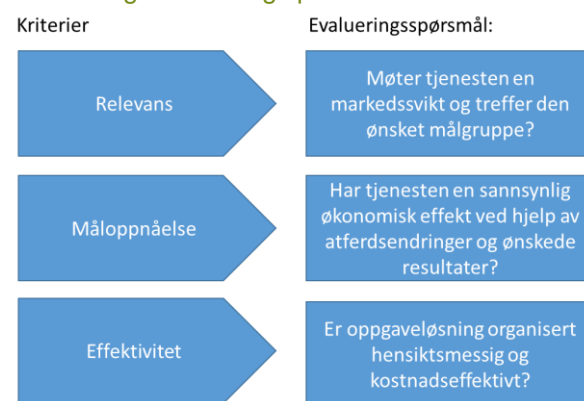 Kriterier
Evalueringsspørsmål:
Relevans
Møter tjenesten en
markedssvikt og treffer den
ønsket målgruppe?
Måloppnåelse
Har tjenesten en sannsynlig
økonomisk effekt ved hjelp av
atferdsendringer og ønskede
resultater?
Effektivitet
Er oppgaveløsning organisert
hensiktsmessig og
kostnadseffektivt?